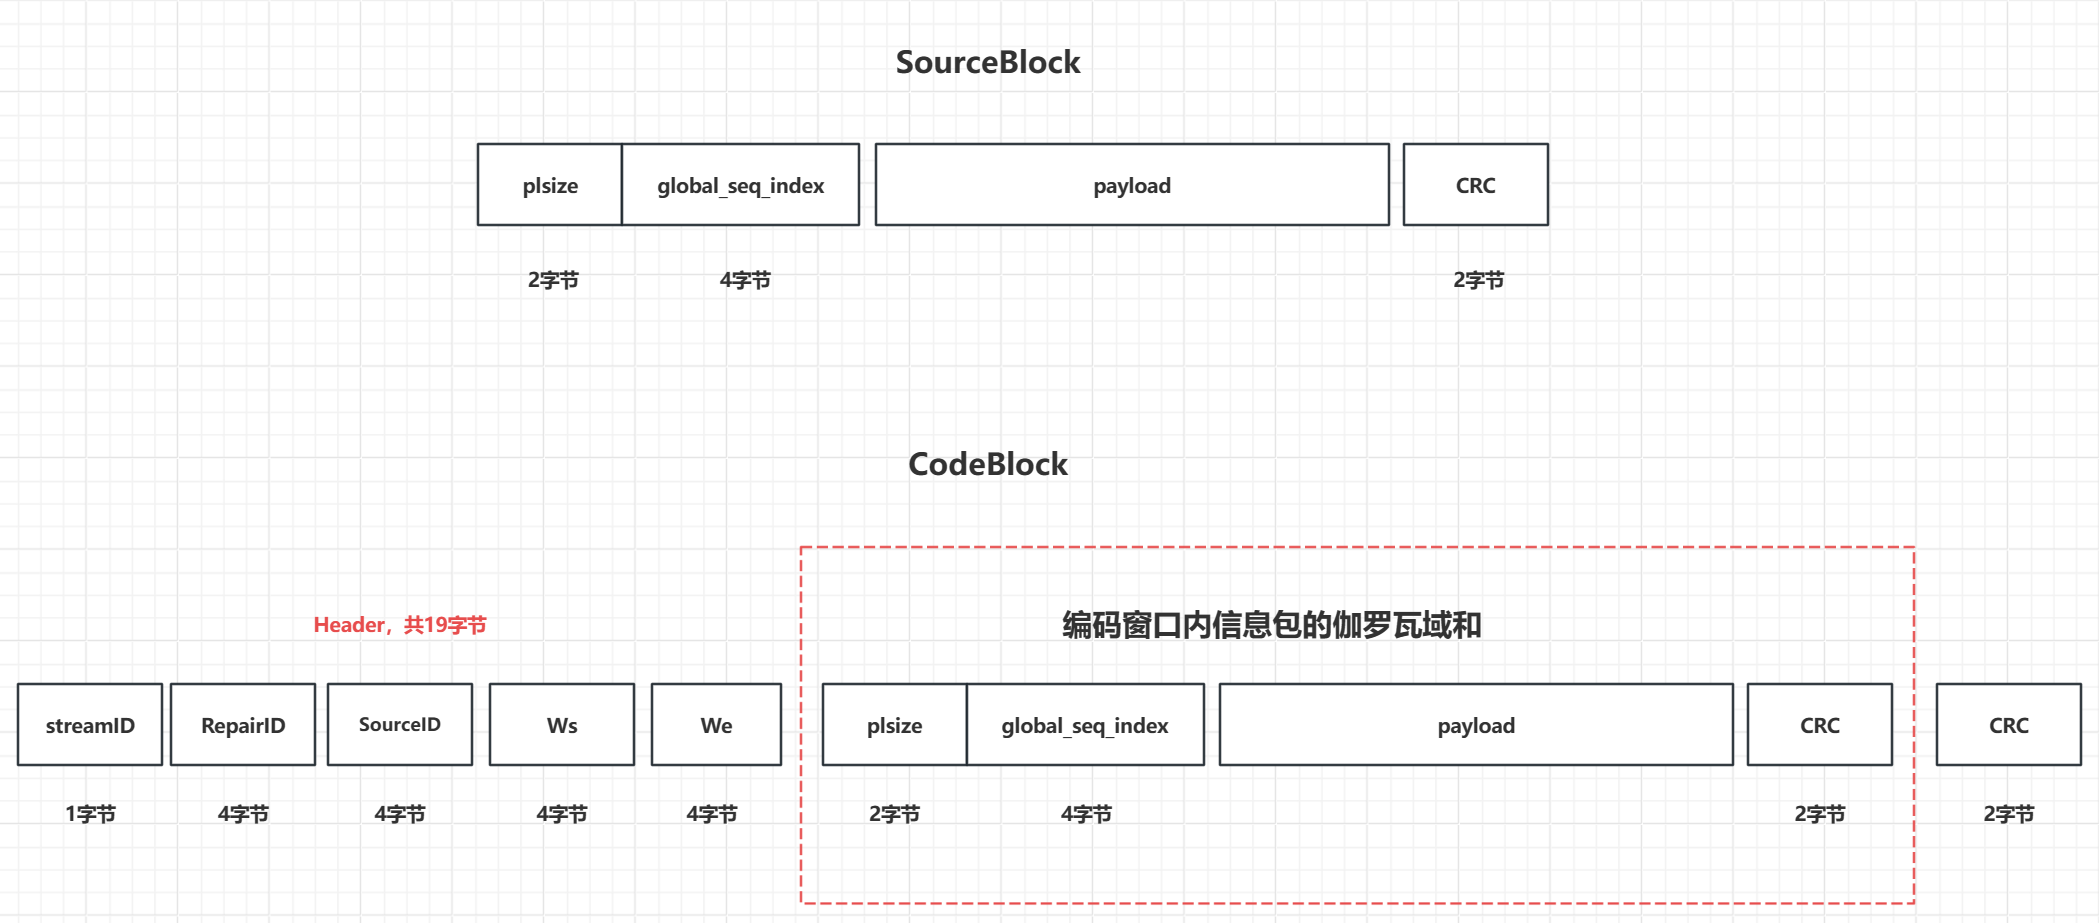 SourceBlock
plsize
global_seq_index
payload
CRC
2字节
4字节
2字节
CodeBlock
编码窗口内信息包的伽罗瓦域和
Header，共19字节
streamID
RepairID
SourceID
Ws
We
plsize
global_seq_index
payload
CRC
CRC
1字节
4字节
4字节
4字节
4字节
2字节
4字节
2字节
2字节